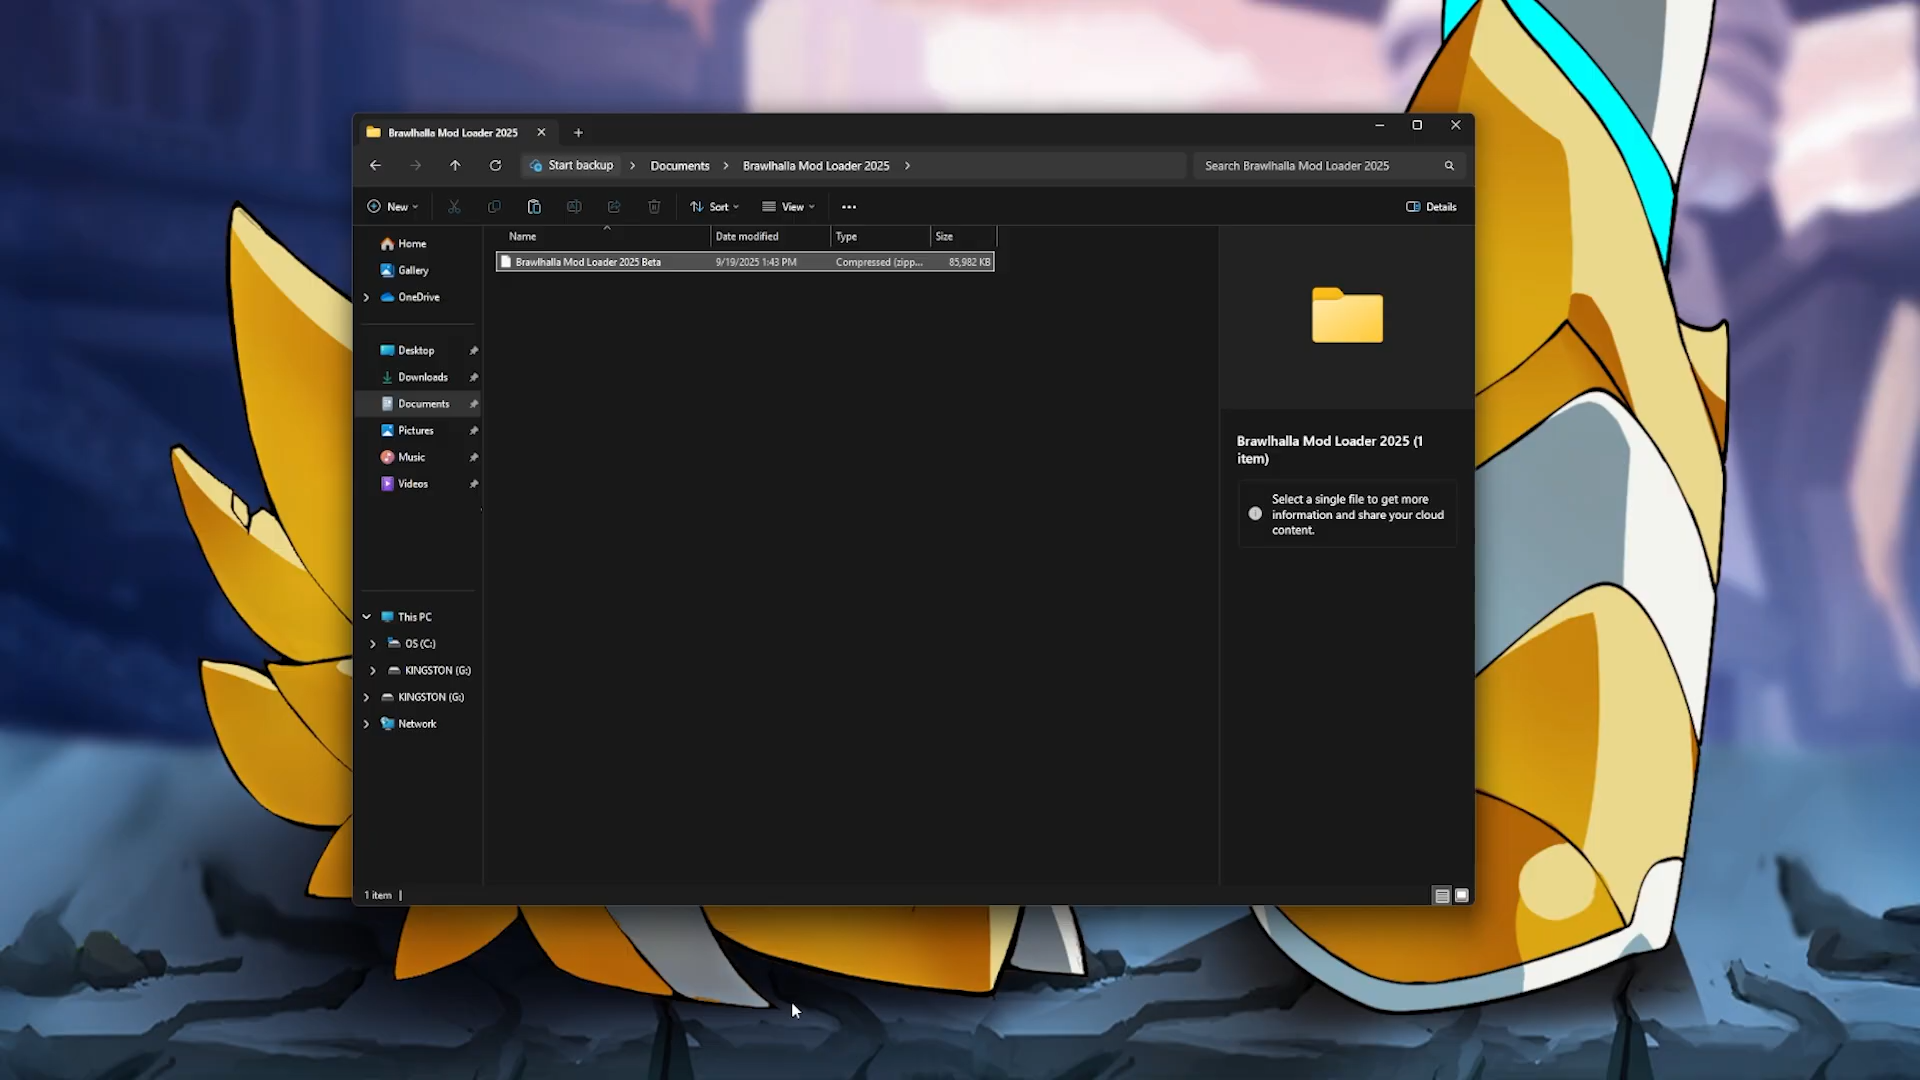 Brawlhalla Mod Loader 2025
Start backup
Documents
Brawlhalla Mod Loader 2025
Search Brawlhalla Mod Loader 2025
New
Sort
View
Details
Name
Date modified
Type
Size
Brawlhalla Mod Loader 2025 Beta
9/19/2025 1:43 PM
Compressed (zipp...
85,982 KB
Home
Gallery
OneDrive
Desktop
Downloads
Documents
Pictures
Music
Videos
This PC
OS (C:)
KINGSTON (G:)
KINGSTON (G:)
Network
Brawlhalla Mod Loader 2025 (1
item)
Select a single file to get more
information and share your cloud
content.
1 item